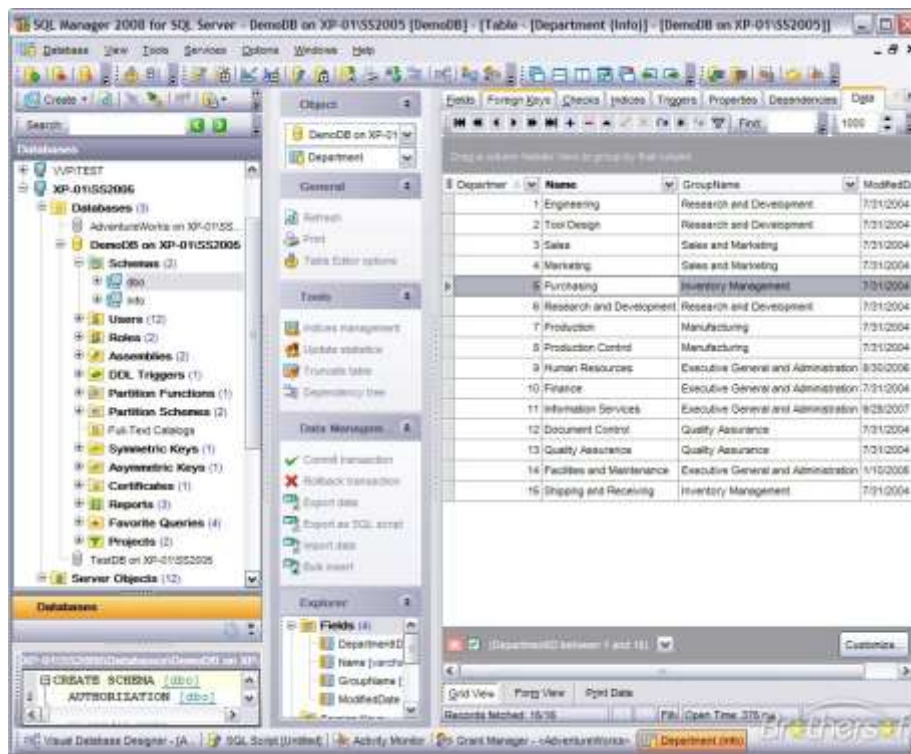 SQL Manager 2008 for SQL Server - DemoDB on XP-01\SS2005 [DemoDB] - [Table - [Department (Info)] - [DemoDB on XP-01\SS2005]]
Database View Tools Services Options Windows Help
Create
Search:
Databases
XP-01\SS2005
Databases (3)
AdventureWorks on XP-01\SS...
DemoDB on XP-01\SS2005
Schemas (2)
dbo
info
Users (12)
Roles (2)
Assemblies (2)
DDL Triggers (1)
Partition Functions (1)
Partition Schemes (2)
Full-Text Catalogs
Symmetric Keys (1)
Asymmetric Keys (1)
Certificates (1)
Reports (3)
Favorite Queries (4)
Projects (2)
TestDB on XP-01\SS2005
Server Objects (12)
Databases
CREATE SCHEMA [dbo]
AUTHORIZATION [dbo]
Object
DemoDB on XP-01
Department
General
Refresh
Print
Table Editor options
Tools
Indices management
Update statistics
Truncate table
Dependency tree
Data Managem...
Commit transaction
Rollback transaction
Export data
Export as SQL script
Import data
Bulk insert
Explorer
Fields (4)
DepartmentID
Name [varcha
GroupName [
ModifiedDate
Fields Foreign Keys Checks Indices Triggers Properties Dependencies Data
Find: 1000
Drag a column header here to group by that column
Departmer Name GroupName ModifiedD
1 Engineering Research and Development 7/31/2004
2 Tool Design Research and Development 7/31/2004
3 Sales Sales and Marketing 7/31/2004
4 Marketing Sales and Marketing 7/31/2004
5 Purchasing Inventory Management 7/31/2004
6 Research and Development Research and Development 7/31/2004
7 Production Manufacturing 7/31/2004
8 Production Control Manufacturing 7/31/2004
9 Human Resources Executive General and Administration 8/30/2006
10 Finance Executive General and Administration 7/31/2004
11 Information Services Executive General and Administration 9/28/2007
12 Document Control Quality Assurance 7/31/2004
13 Quality Assurance Quality Assurance 7/31/2004
14 Facilities and Maintenance Executive General and Administration 1/10/2006
15 Shipping and Receiving Inventory Management 7/31/2004
Customize...
Grid View Form View Print Data
Records fetched: 16/16 Open Time: 375 ms
Brothersof
Visual Database Designer - [A... SQL Script [Untitled] Activity Monitor Grant Manager - <AdventureWorks> Department (Info)